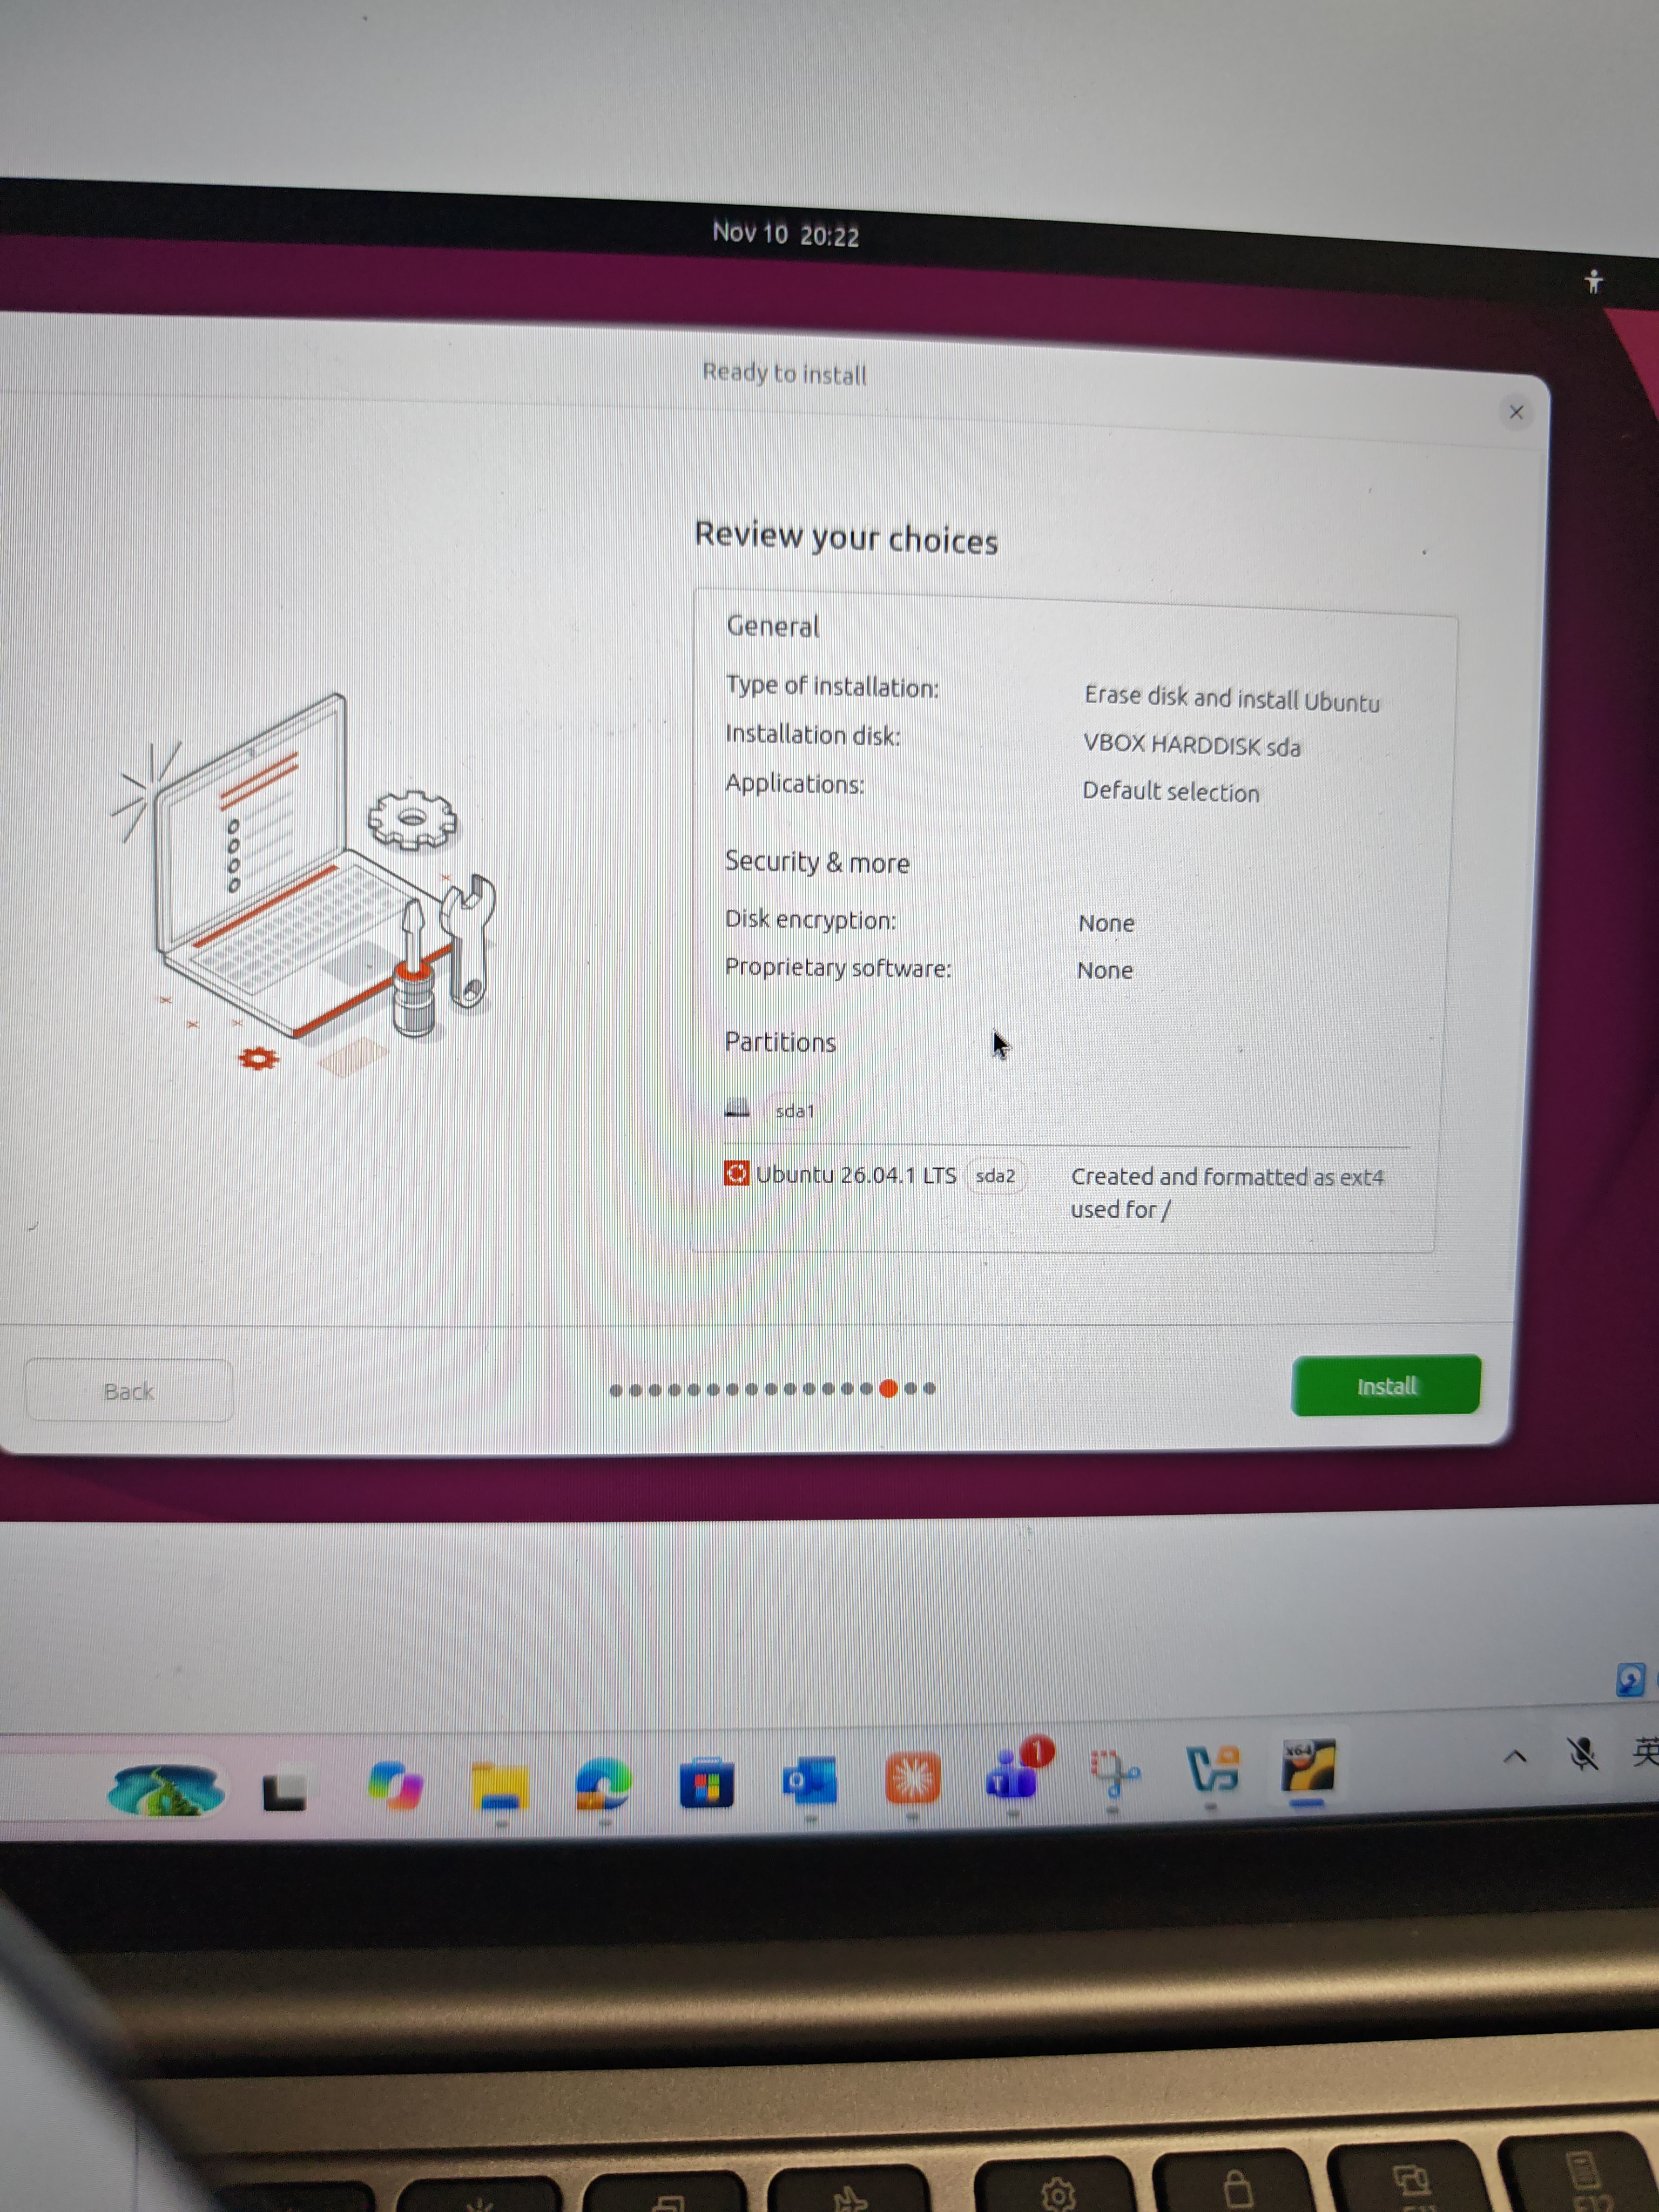 Nov 10 20:22
Ready to install
Review your choices
General
Type of installation: Erase disk and install Ubuntu
Installation disk: VBOX HARDDISK sda
Applications: Default selection
Security & more
Disk encryption: None
Proprietary software: None
Partitions
sda1
Ubuntu 26.04.1 LTS sda2 Created and formatted as ext4
used for /
Back
Install
1
X64
英